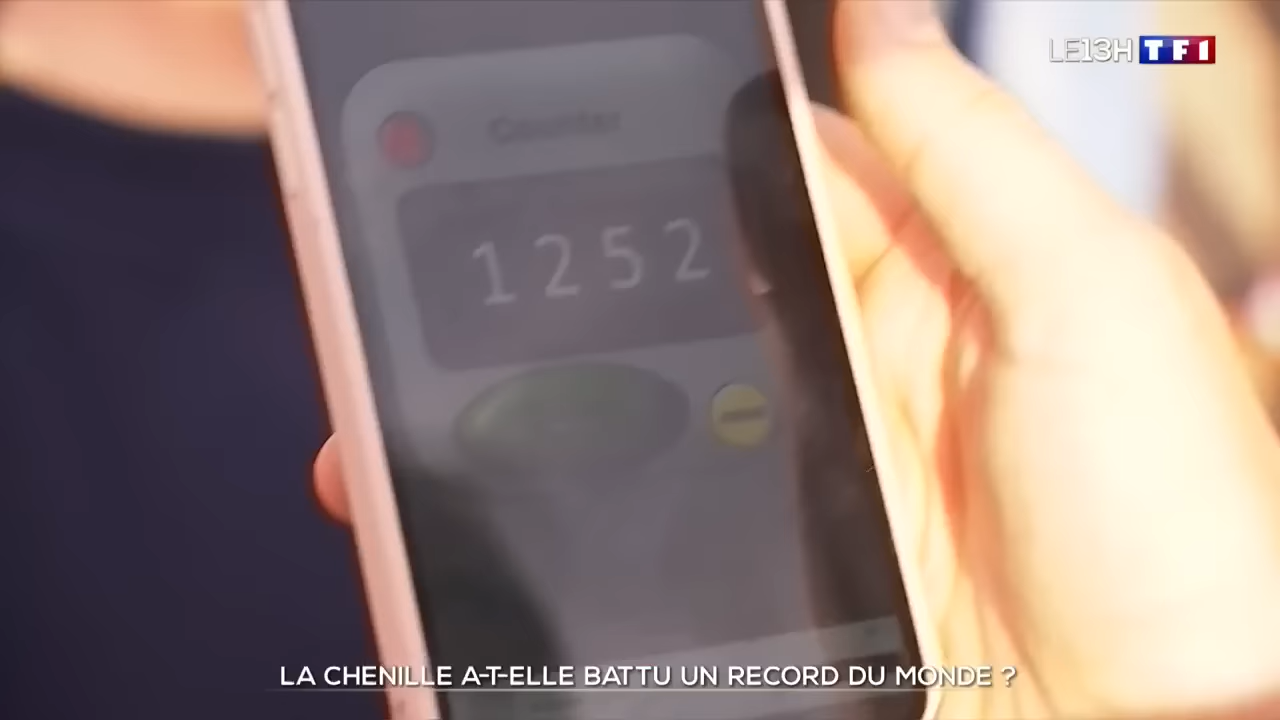 LE13H TF1
Counter
1252
LA CHENILLE A-T-ELLE BATTU UN RECORD DU MONDE ?